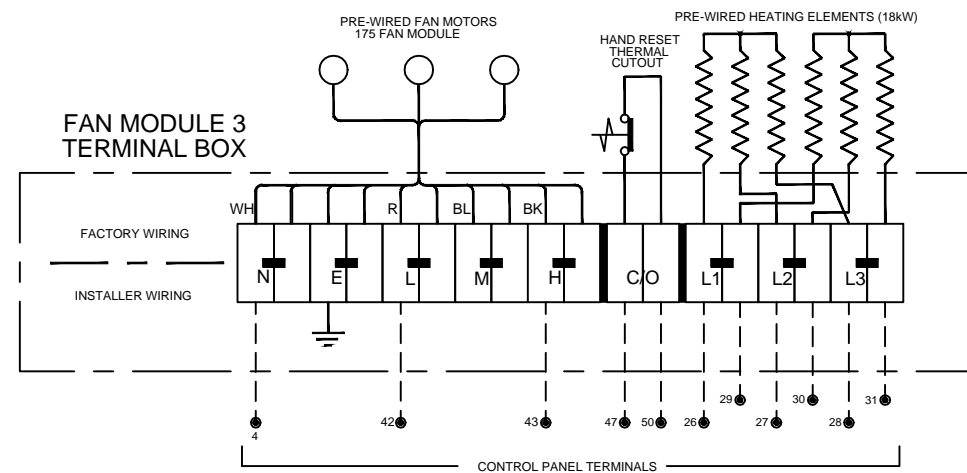 PRE-WIRED FAN MOTORS
175 FAN MODULE
PRE-WIRED HEATING ELEMENTS (18kW)
HAND RESET
THERMAL
CUTOUT
FAN MODULE 3
TERMINAL BOX
WH R BL BK
FACTORY WIRING
N E L M H C/O L1 L2 L3
INSTALLER WIRING
29 30 31
4 42 43 47 50 26 27 28
CONTROL PANEL TERMINALS